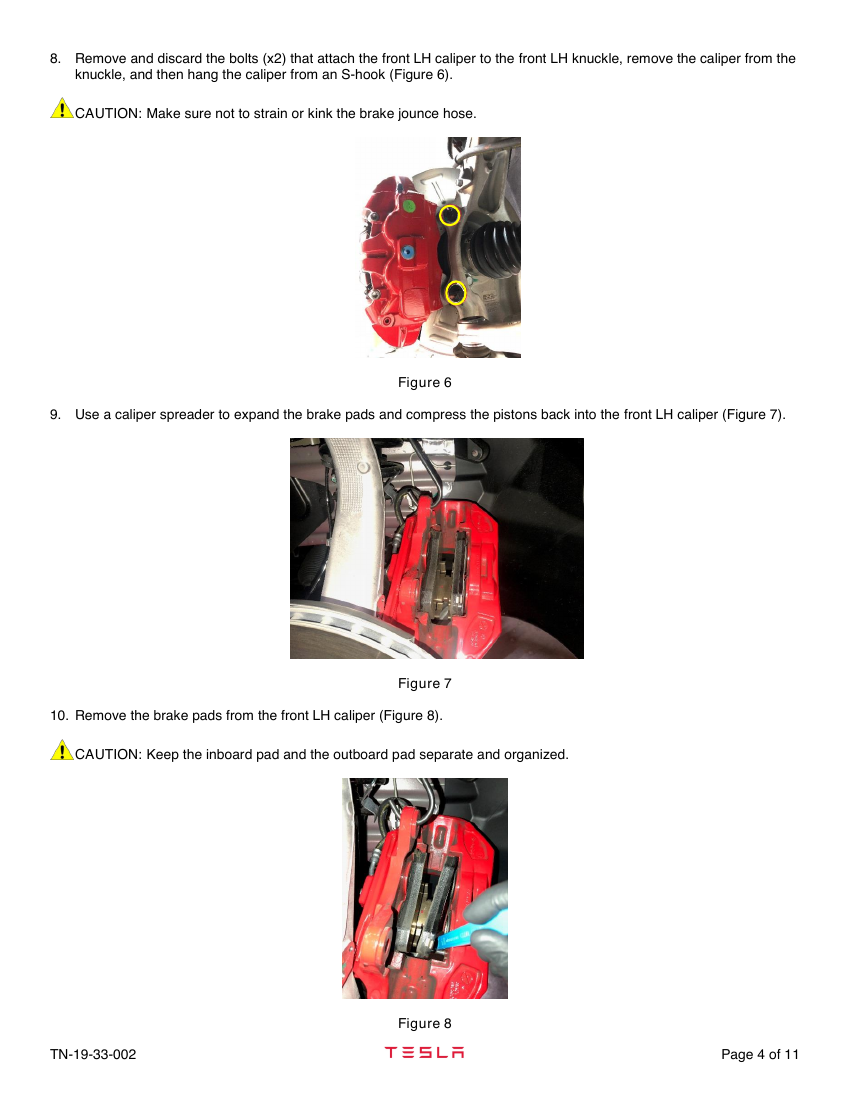 8. Remove and discard the bolts (x2) that attach the front LH caliper to the front LH knuckle, remove the caliper from the
knuckle, and then hang the caliper from an S-hook (Figure 6).
CAUTION: Make sure not to strain or kink the brake jounce hose.
Figure 6
9. Use a caliper spreader to expand the brake pads and compress the pistons back into the front LH caliper (Figure 7).
Figure 7
10. Remove the brake pads from the front LH caliper (Figure 8).
CAUTION: Keep the inboard pad and the outboard pad separate and organized.
Figure 8
TN-19-33-002
TESLA
Page 4 of 11